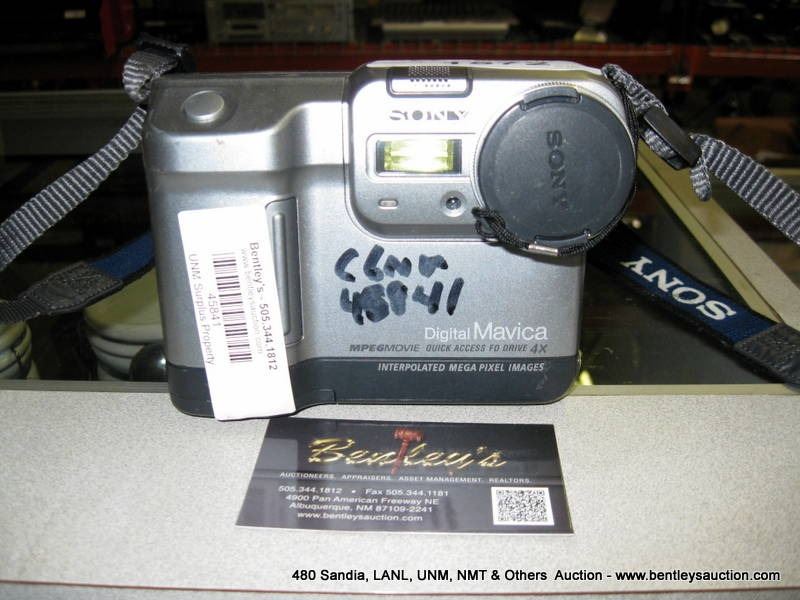 SONY
SONY
Bentley's - 505.344.1812
www.bentleysauction.com
45841
UNM Surplus Property
45841
Digital Mavica
MPEGMOVIE QUICK ACCESS FD DRIVE 4X
INTERPOLATED MEGA PIXEL IMAGES
SONY
Bentley's
AUCTIONEERS. APPRAISERS. ASSET MANAGEMENT. REALTORS.
505.344.1812 • Fax 505.344.1181
4900 Pan American Freeway NE
Albuquerque, NM 87109-2241
www.bentleysauction.com
480 Sandia, LANL, UNM, NMT & Others Auction - www.bentleysauction.com